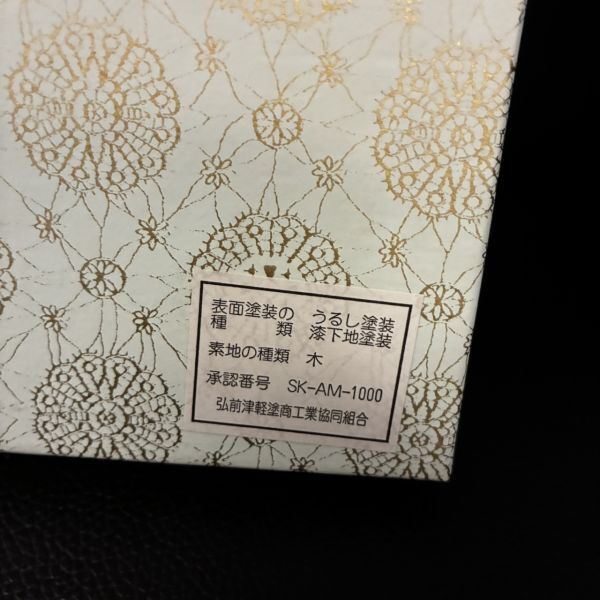 表面塗装の うるし塗装
種類 漆下地塗装
素地の種類 木
承認番号 SK-AM-1000
弘前津軽塗商工業協同組合